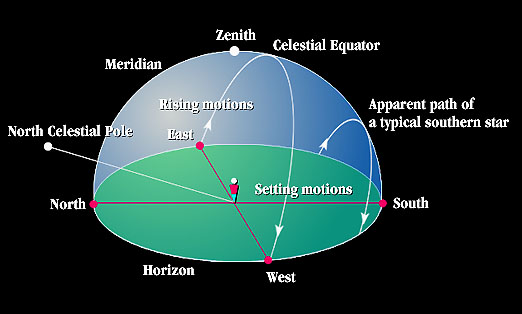 Zenith
Celestial Equator
Meridian
Rising motions
Apparent path of
a typical southern star
North Celestial Pole
East
Setting motions
North
South
Horizon
West